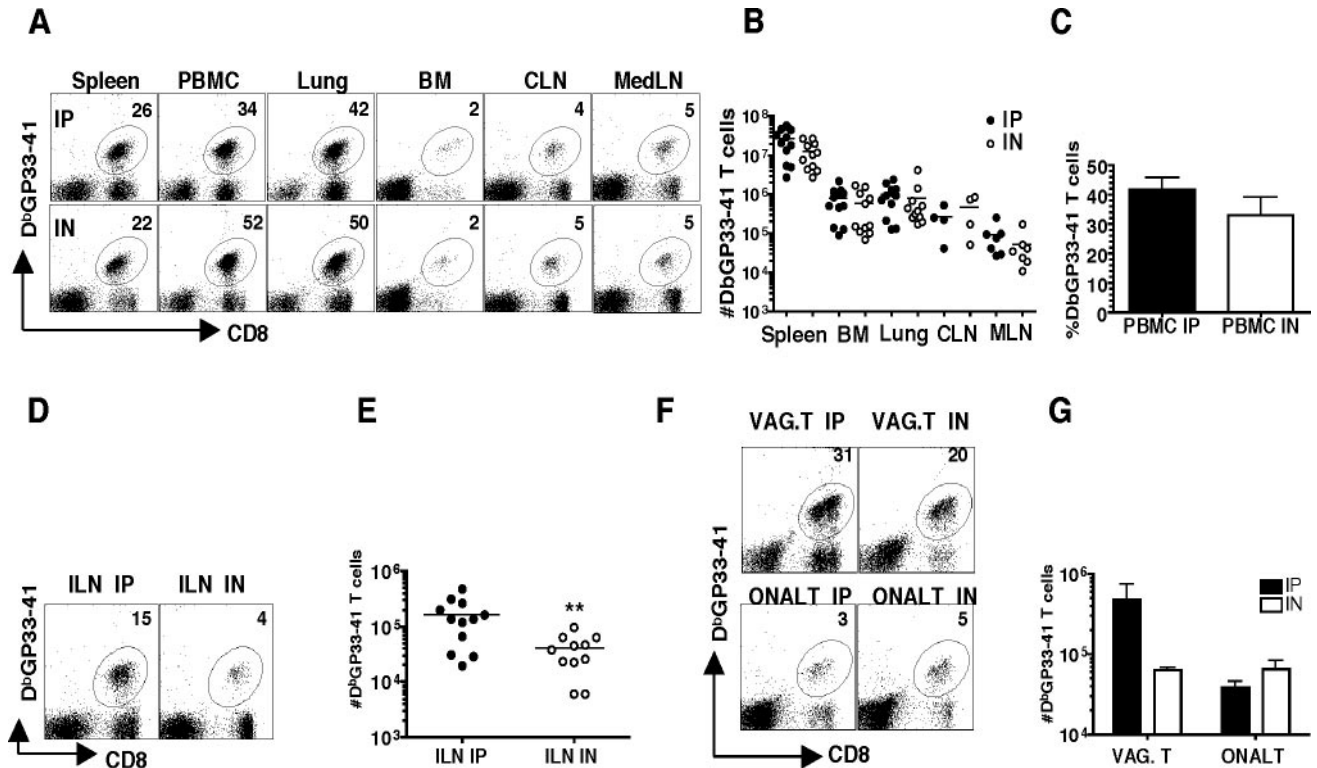 A
B
C
Spleen PBMC Lung BM CLN MedLN
IP 26 34 42 2 4 5
IN 22 52 50 2 5 5
DᵇGP33-41
CD8
#DbGP33-41 T cells
10⁸
10⁷
10⁶
10⁵
10⁴
10³
IP
IN
Spleen BM Lung CLN MLN
%DbGP33-41 T cells
50
40
30
20
10
0
PBMC IP PBMC IN
D
E
F
G
ILN IP ILN IN
15 4
DᵇGP33-41
CD8
#DᵇGP33-41 T cells
10⁶
10⁵
10⁴
10³
**
ILN IP ILN IN
VAG.T IP VAG.T IN
31 20
ONALT IP ONALT IN
3 5
DᵇGP33-41
CD8
#DᵇGP33-41 T cells
10⁶
10⁵
10⁴
IP
IN
VAG. T ONALT